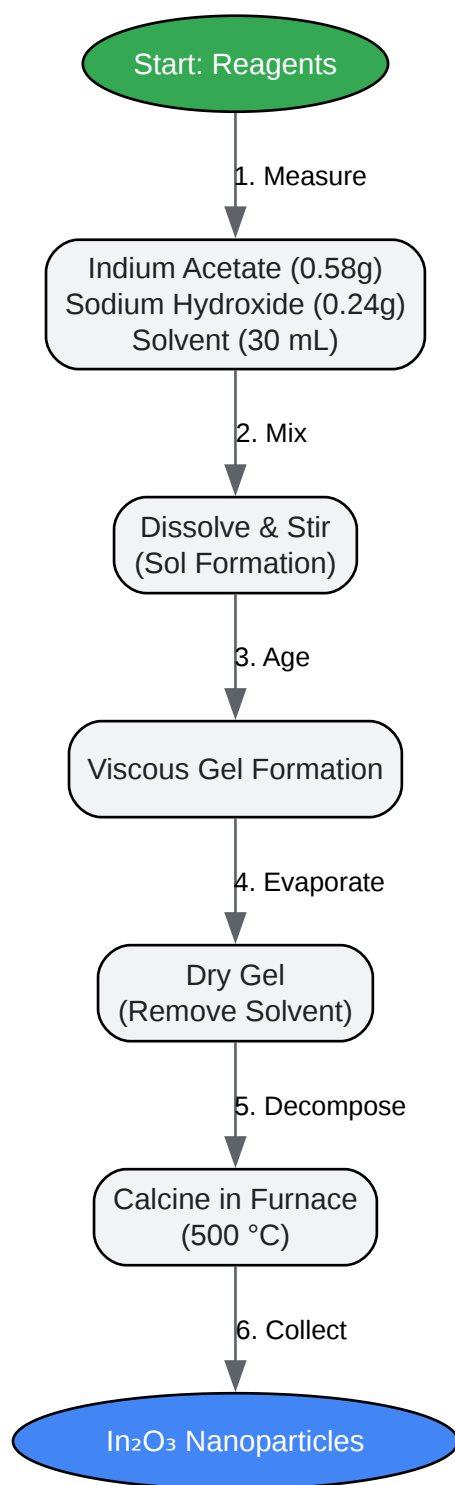 Start: Reagents
1. Measure
Indium Acetate (0.58g)
Sodium Hydroxide (0.24g)
Solvent (30 mL)
2. Mix
Dissolve & Stir
(Sol Formation)
3. Age
Viscous Gel Formation
4. Evaporate
Dry Gel
(Remove Solvent)
5. Decompose
Calcine in Furnace
(500 °C)
6. Collect
In₂O₃ Nanoparticles